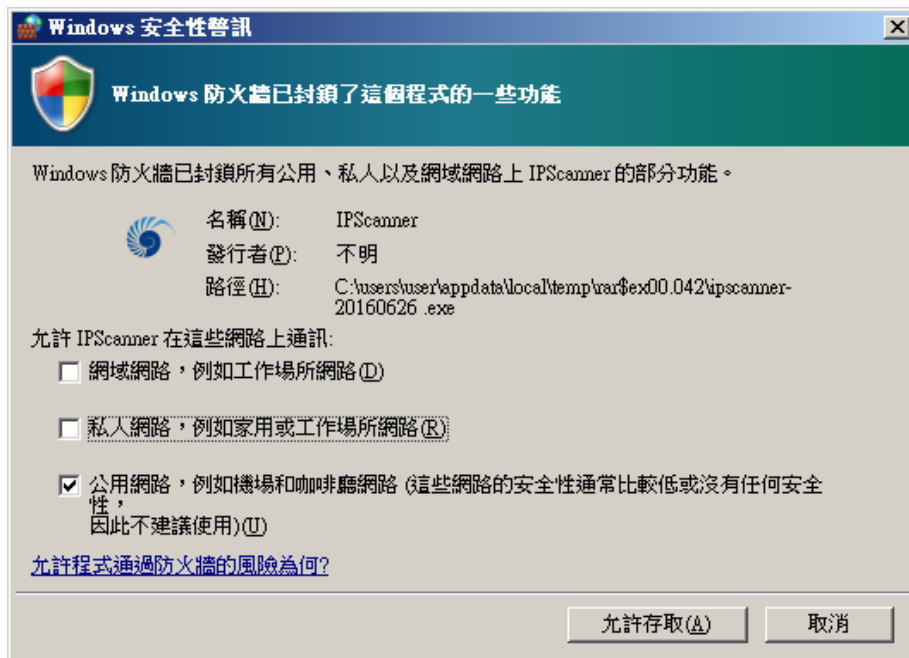 Windows 安全性警訊
Windows 防火牆已封鎖了這個程式的一些功能
Windows 防火牆已封鎖所有公用、私人以及網域網路上 IPScanner 的部分功能。
名稱(N): IPScanner
發行者(P): 不明
路徑(H): C:\users\user\appdata\local\temp\rar$ex00.042\ipscanner-
20160626 .exe
允許 IPScanner 在這些網路上通訊:
網域網路，例如工作場所網路(D)
私人網路，例如家用或工作場所網路(R)
公用網路，例如機場和咖啡廳網路 (這些網路的安全性通常比較低或沒有任何安全
性，
因此不建議使用)(U)
允許程式通過防火牆的風險為何?
允許存取(A) 取消